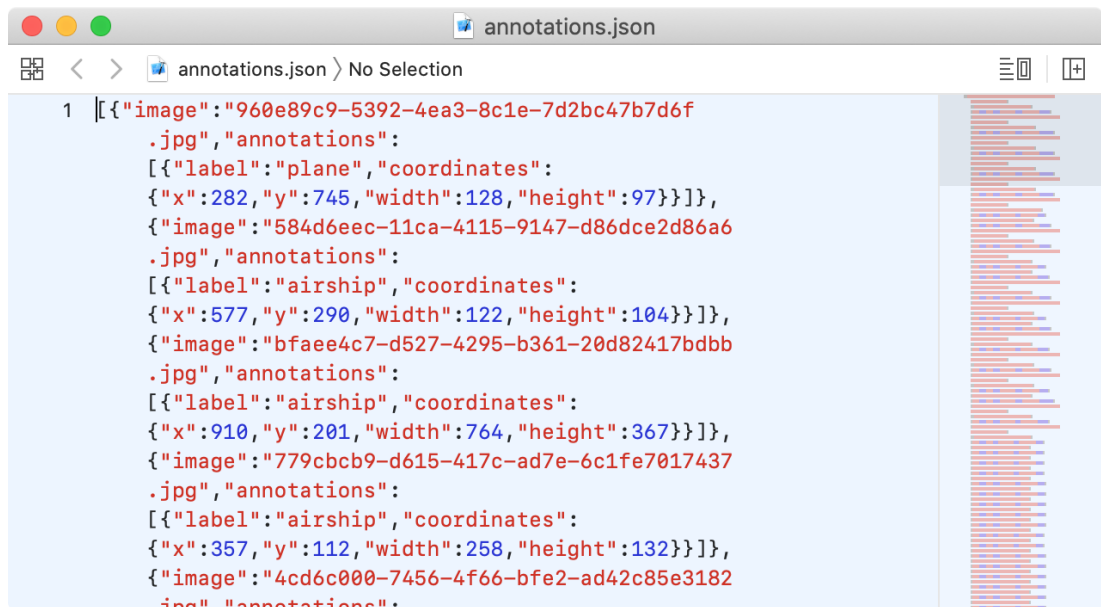 annotations.json
annotations.json 〉 No Selection
1 [{"image":"960e89c9-5392-4ea3-8c1e-7d2bc47b7d6f
.jpg","annotations":
[{"label":"plane","coordinates":
{"x":282,"y":745,"width":128,"height":97}}]},
{"image":"584d6eec-11ca-4115-9147-d86dce2d86a6
.jpg","annotations":
[{"label":"airship","coordinates":
{"x":577,"y":290,"width":122,"height":104}}]},
{"image":"bfaee4c7-d527-4295-b361-20d82417bdbb
.jpg","annotations":
[{"label":"airship","coordinates":
{"x":910,"y":201,"width":764,"height":367}}]},
{"image":"779cbcb9-d615-417c-ad7e-6c1fe7017437
.jpg","annotations":
[{"label":"airship","coordinates":
{"x":357,"y":112,"width":258,"height":132}}]},
{"image":"4cd6c000-7456-4f66-bfe2-ad42c85e3182
.jpg","annotations":